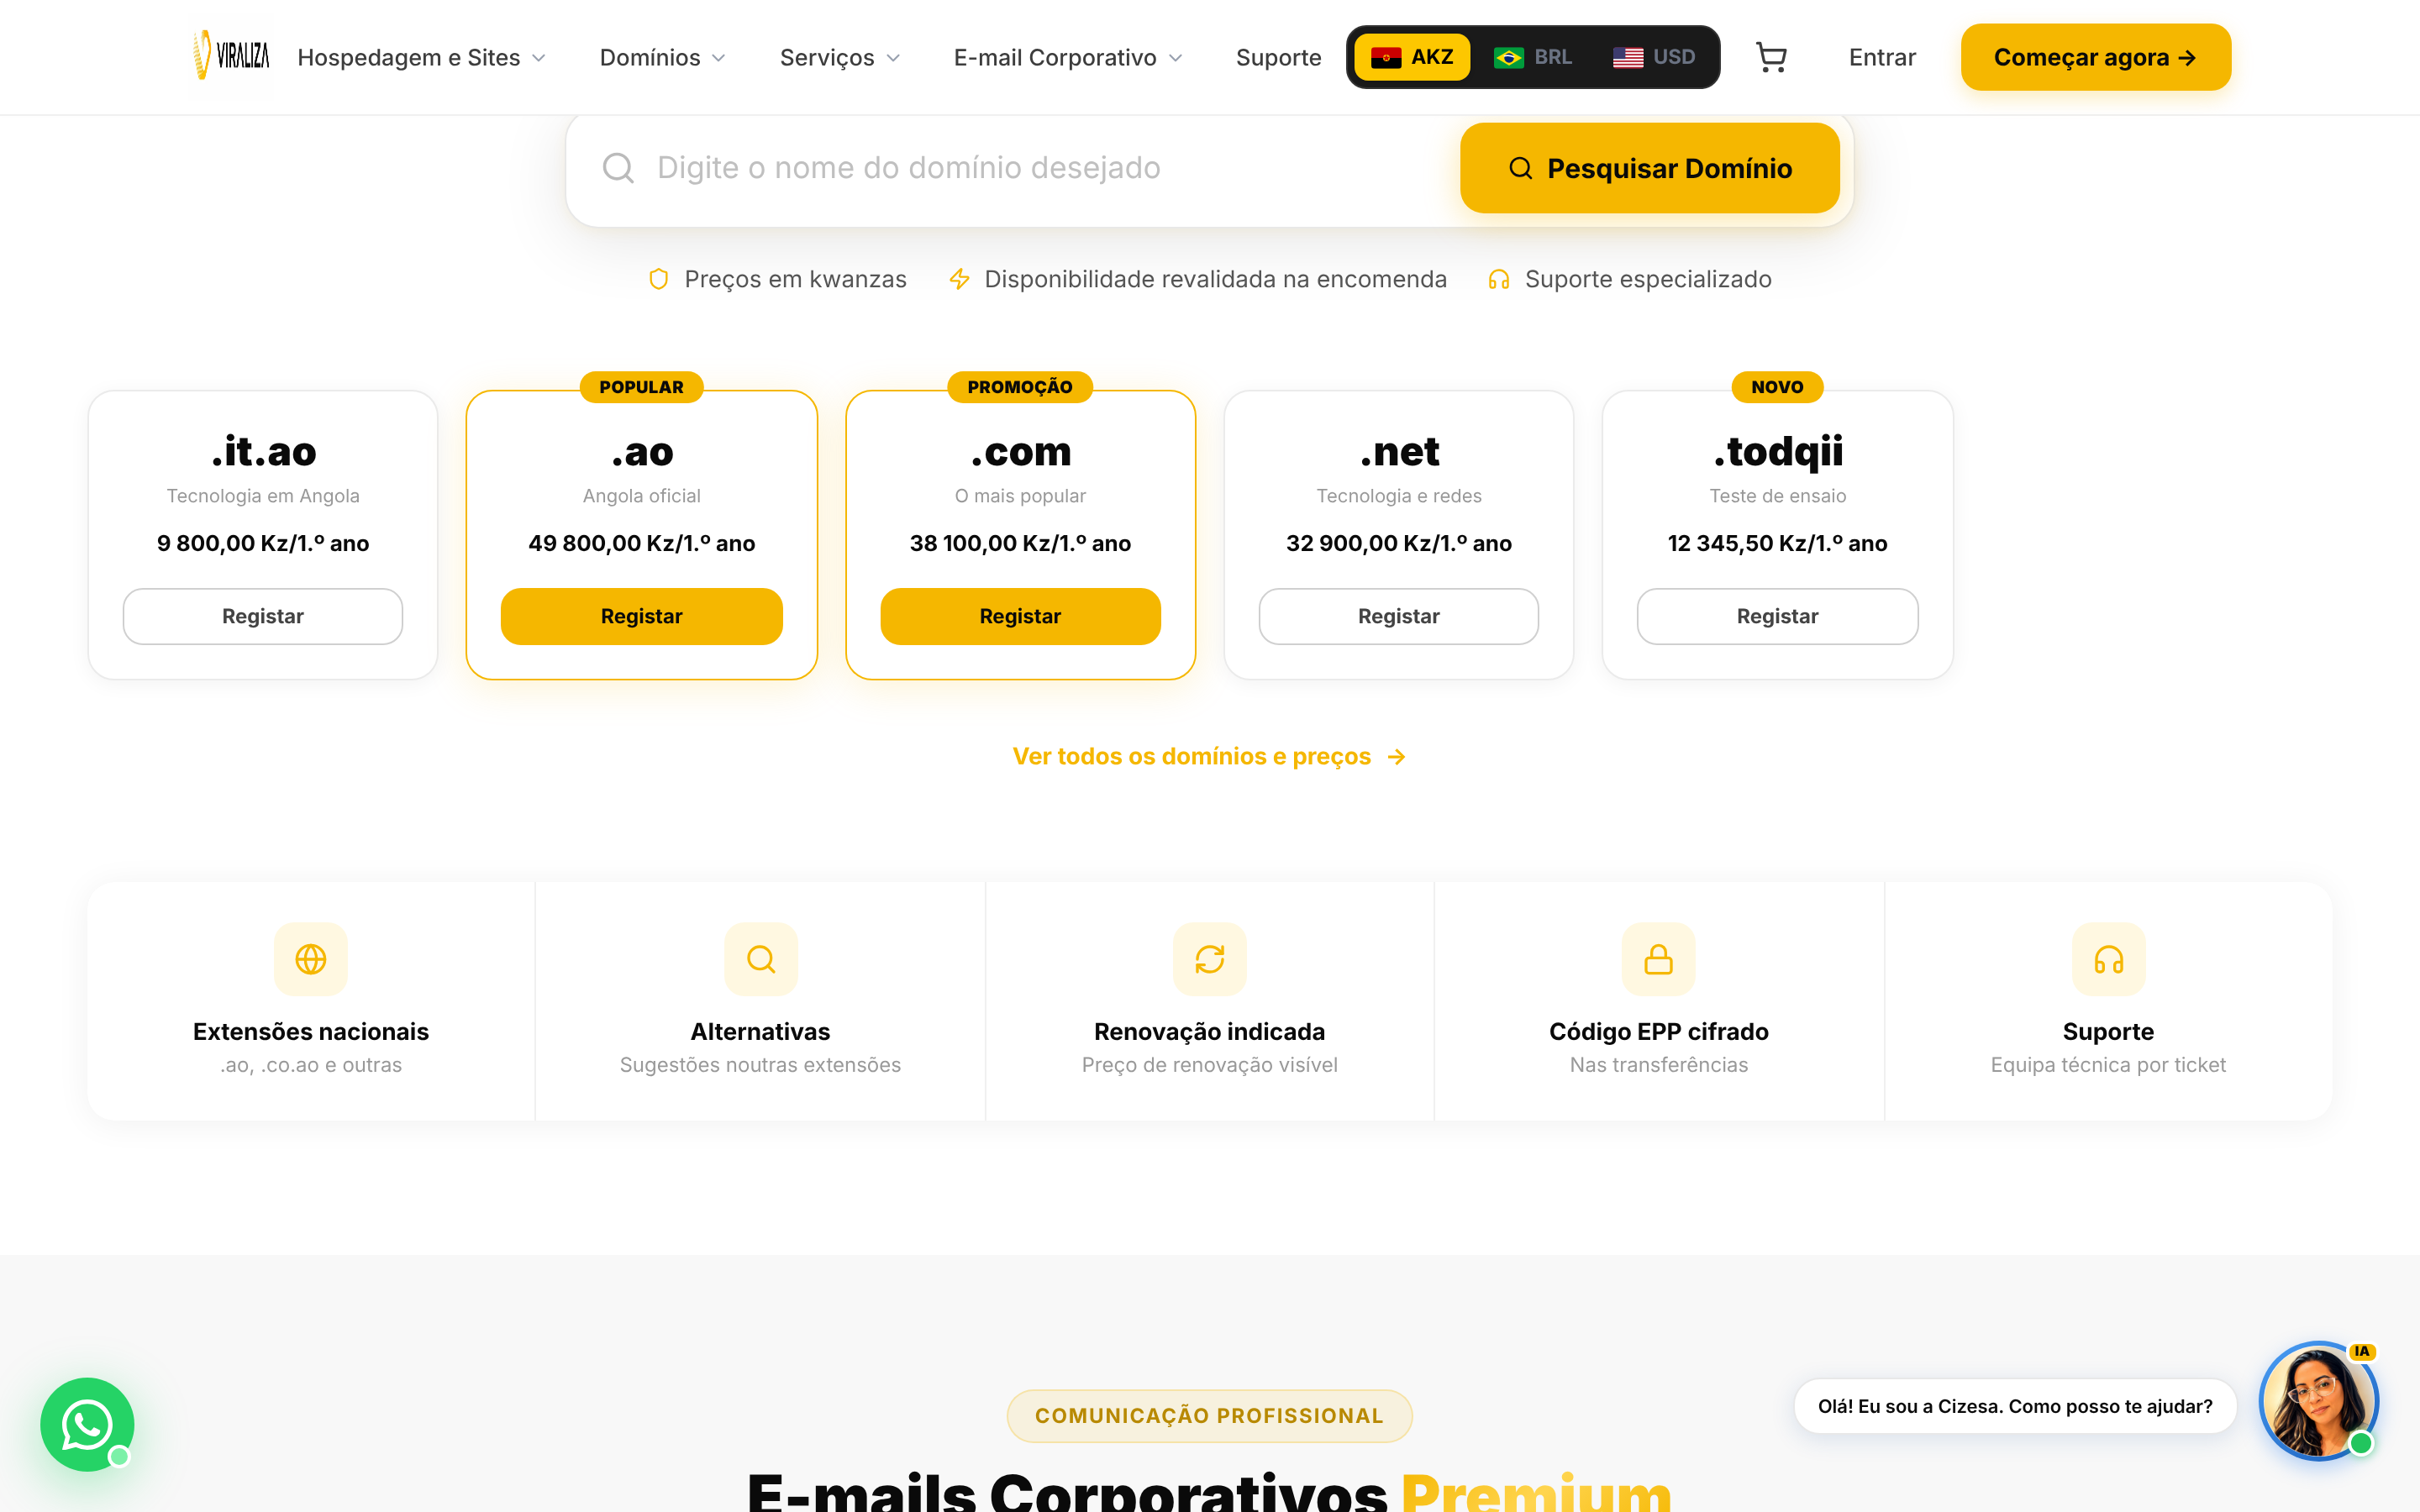 VIRALIZA
Hospedagem e Sites
Domínios
Serviços
E-mail Corporativo
Suporte
AKZ
BRL
USD
Entrar
Começar agora →
Digite o nome do domínio desejado
Pesquisar Domínio
Preços em kwanzas
Disponibilidade revalidada na encomenda
Suporte especializado
.it.ao
Tecnologia em Angola
9 800,00 Kz/1.º ano
Registar
POPULAR
.ao
Angola oficial
49 800,00 Kz/1.º ano
Registar
PROMOÇÃO
.com
O mais popular
38 100,00 Kz/1.º ano
Registar
.net
Tecnologia e redes
32 900,00 Kz/1.º ano
Registar
NOVO
.todqii
Teste de ensaio
12 345,50 Kz/1.º ano
Registar
Ver todos os domínios e preços →
Extensões nacionais
.ao, .co.ao e outras
Alternativas
Sugestões noutras extensões
Renovação indicada
Preço de renovação visível
Código EPP cifrado
Nas transferências
Suporte
Equipa técnica por ticket
COMUNICAÇÃO PROFISSIONAL
E-mails Corporativos Premium
Olá! Eu sou a Cizesa. Como posso te ajudar?
IA